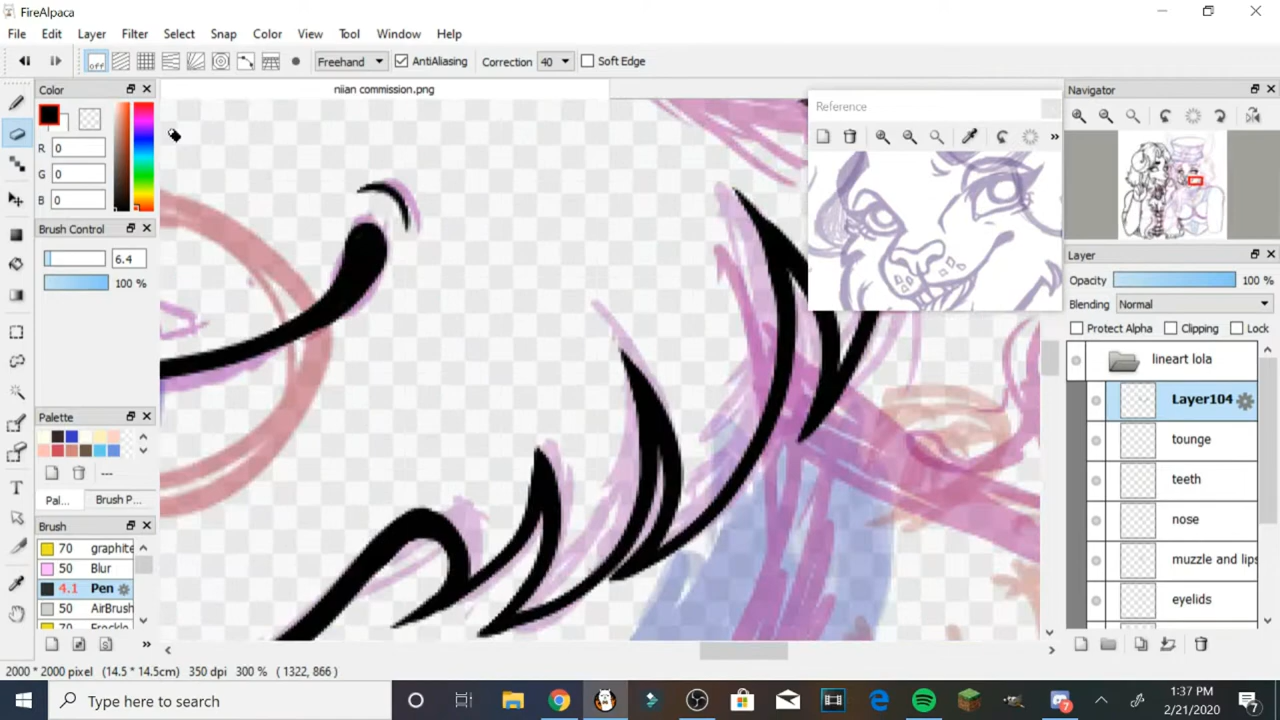 FireAlpaca
File Edit Layer Filter Select Snap Color View Tool Window Help
off Freehand AntiAliasing Correction 40 Soft Edge
Color niian commission.png Navigator
Reference
R 0
G 0
B 0
Brush Control
6.4
100 %
Layer
Opacity 100 %
Blending Normal
Protect Alpha Clipping Lock
lineart lola
Layer104
tounge
teeth
nose
muzzle and lips
eyelids
Palette
---
Pal... Brush P...
Brush
70 graphite
50 Blur
4.1 Pen
50 AirBrush
70 Freckle
2000 * 2000 pixel (14.5 * 14.5cm) 350 dpi 300 % ( 1322, 866 )
Type here to search
7
1:37 PM
2/21/2020
7